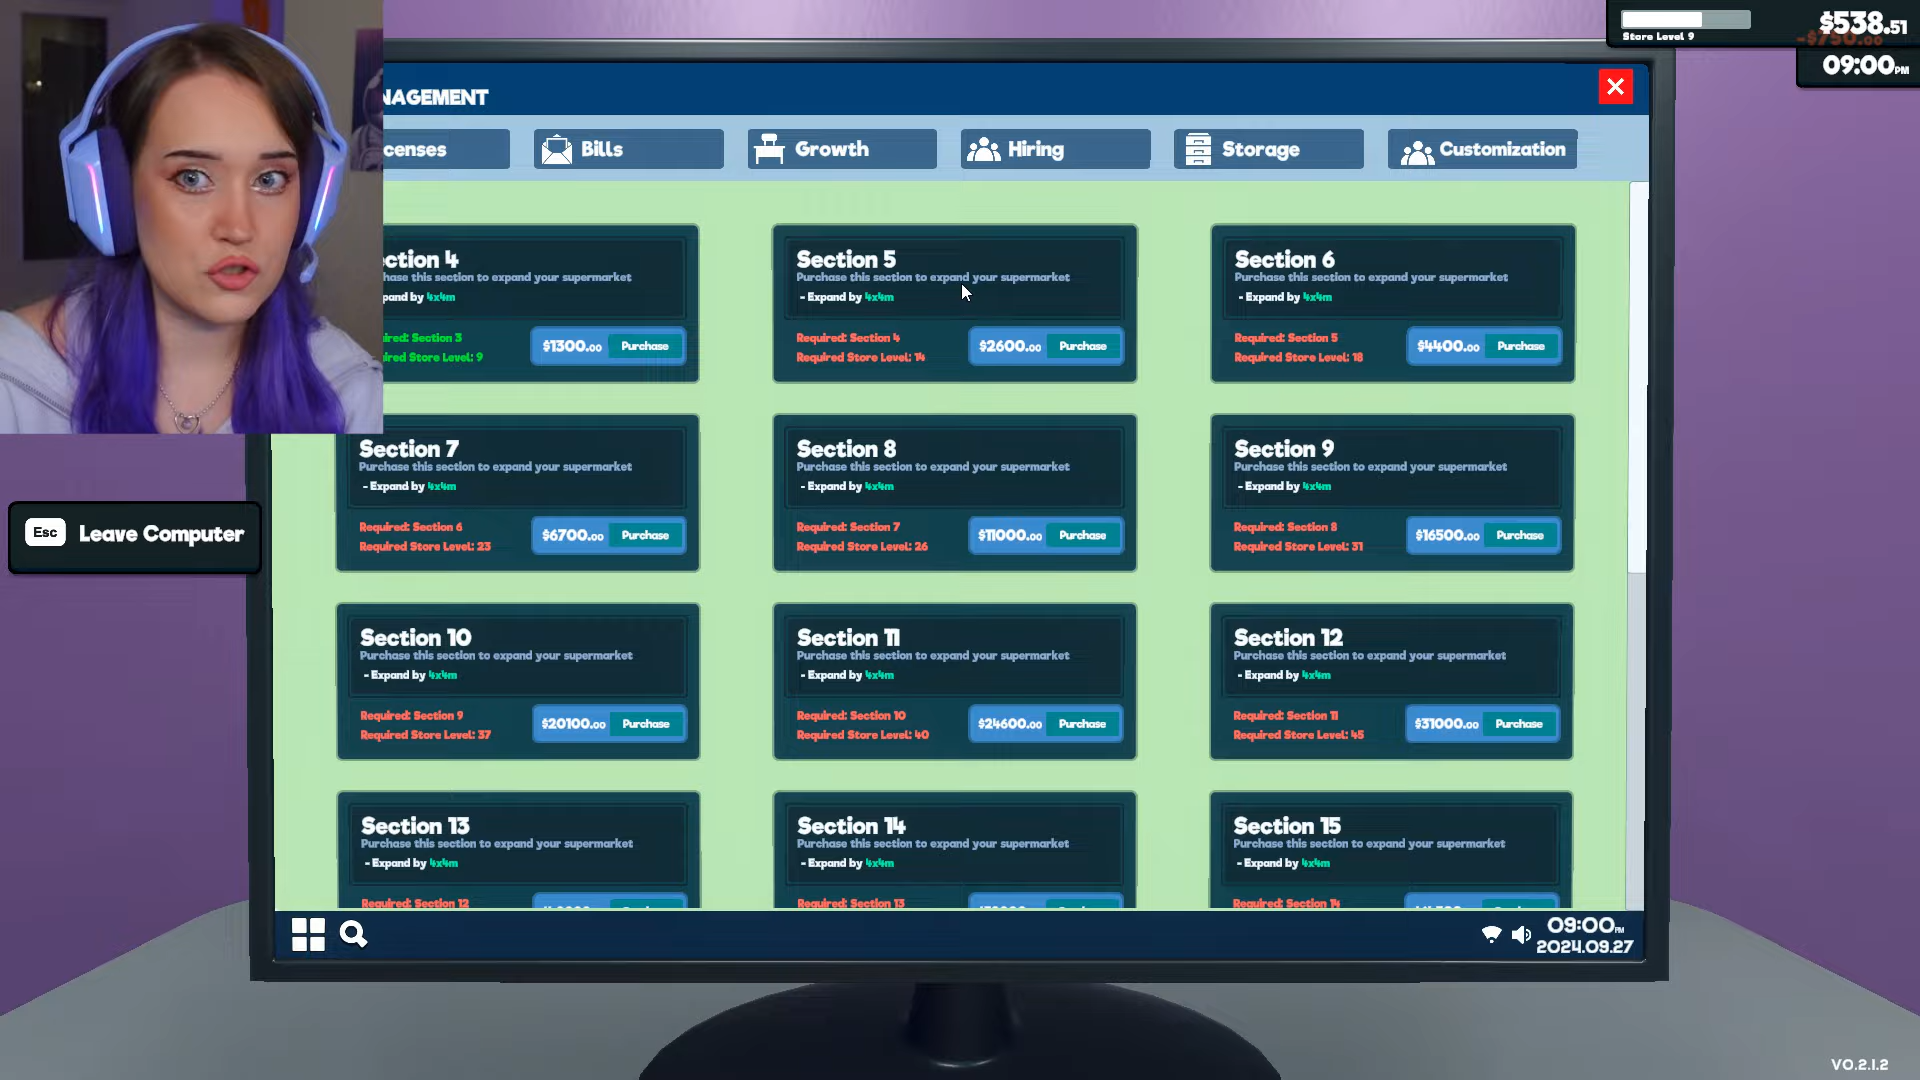 $538.51
-$750.00
Store Level 9
09:00PM
NAGEMENT
censes
Bills
Growth
Hiring
Storage
Customization
ction 4
hase this section to expand your supermarket
pand by 4x4m
ired: Section 3
ired Store Level: 9
$1300.00 Purchase
Section 5
Purchase this section to expand your supermarket
- Expand by 4x4m
Required: Section 4
Required Store Level: 14
$2600.00 Purchase
Section 6
Purchase this section to expand your supermarket
- Expand by 4x4m
Required: Section 5
Required Store Level: 18
$4400.00 Purchase
Section 7
Purchase this section to expand your supermarket
- Expand by 4x4m
Required: Section 6
Required Store Level: 23
$6700.00 Purchase
Section 8
Purchase this section to expand your supermarket
- Expand by 4x4m
Required: Section 7
Required Store Level: 26
$11000.00 Purchase
Section 9
Purchase this section to expand your supermarket
- Expand by 4x4m
Required: Section 8
Required Store Level: 31
$16500.00 Purchase
Esc Leave Computer
Section 10
Purchase this section to expand your supermarket
- Expand by 4x4m
Required: Section 9
Required Store Level: 37
$20100.00 Purchase
Section 11
Purchase this section to expand your supermarket
- Expand by 4x4m
Required: Section 10
Required Store Level: 40
$24600.00 Purchase
Section 12
Purchase this section to expand your supermarket
- Expand by 4x4m
Required: Section 11
Required Store Level: 45
$31000.00 Purchase
Section 13
Purchase this section to expand your supermarket
- Expand by 4x4m
Required: Section 12
Section 14
Purchase this section to expand your supermarket
- Expand by 4x4m
Required: Section 13
Section 15
Purchase this section to expand your supermarket
- Expand by 4x4m
Required: Section 14
09:00PM
2024.09.27
V0.2.1.2